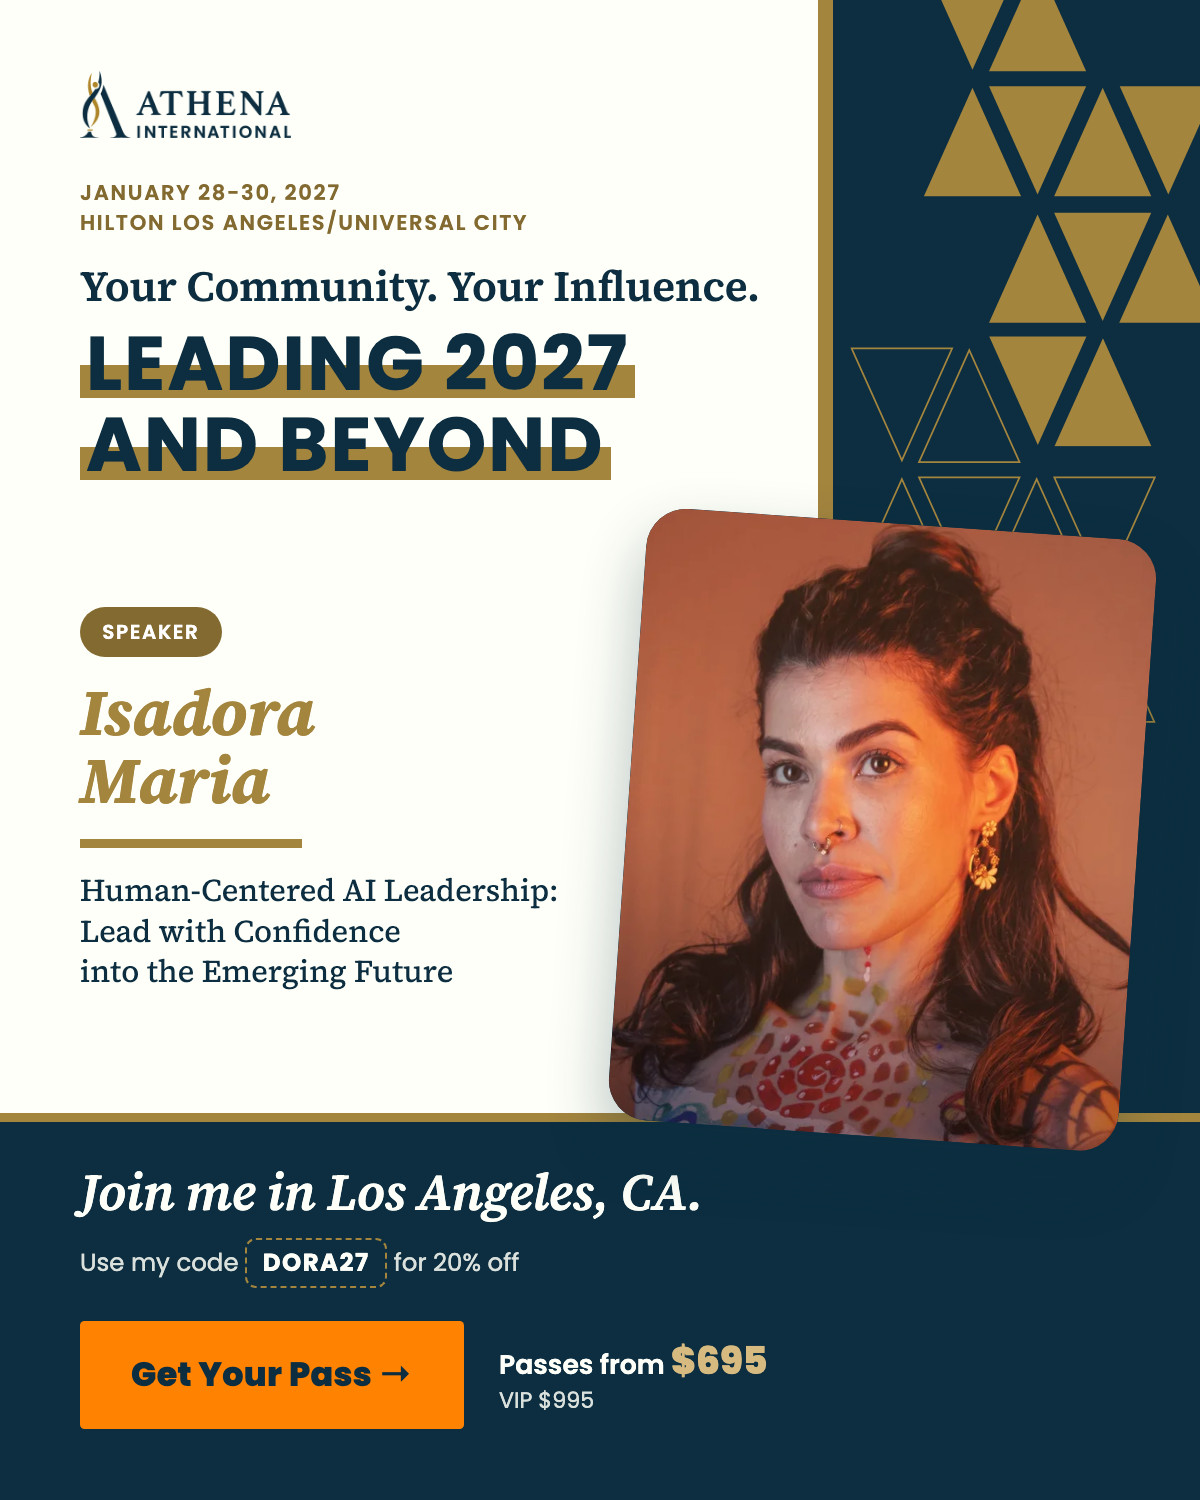 ATHENA
INTERNATIONAL
JANUARY 28-30, 2027
HILTON LOS ANGELES/UNIVERSAL CITY
Your Community. Your Influence.
LEADING 2027
AND BEYOND
SPEAKER
Isadora
Maria
Human-Centered AI Leadership:
Lead with Confidence
into the Emerging Future
Join me in Los Angeles, CA.
Use my code DORA27 for 20% off
Get Your Pass →
Passes from $695
VIP $995